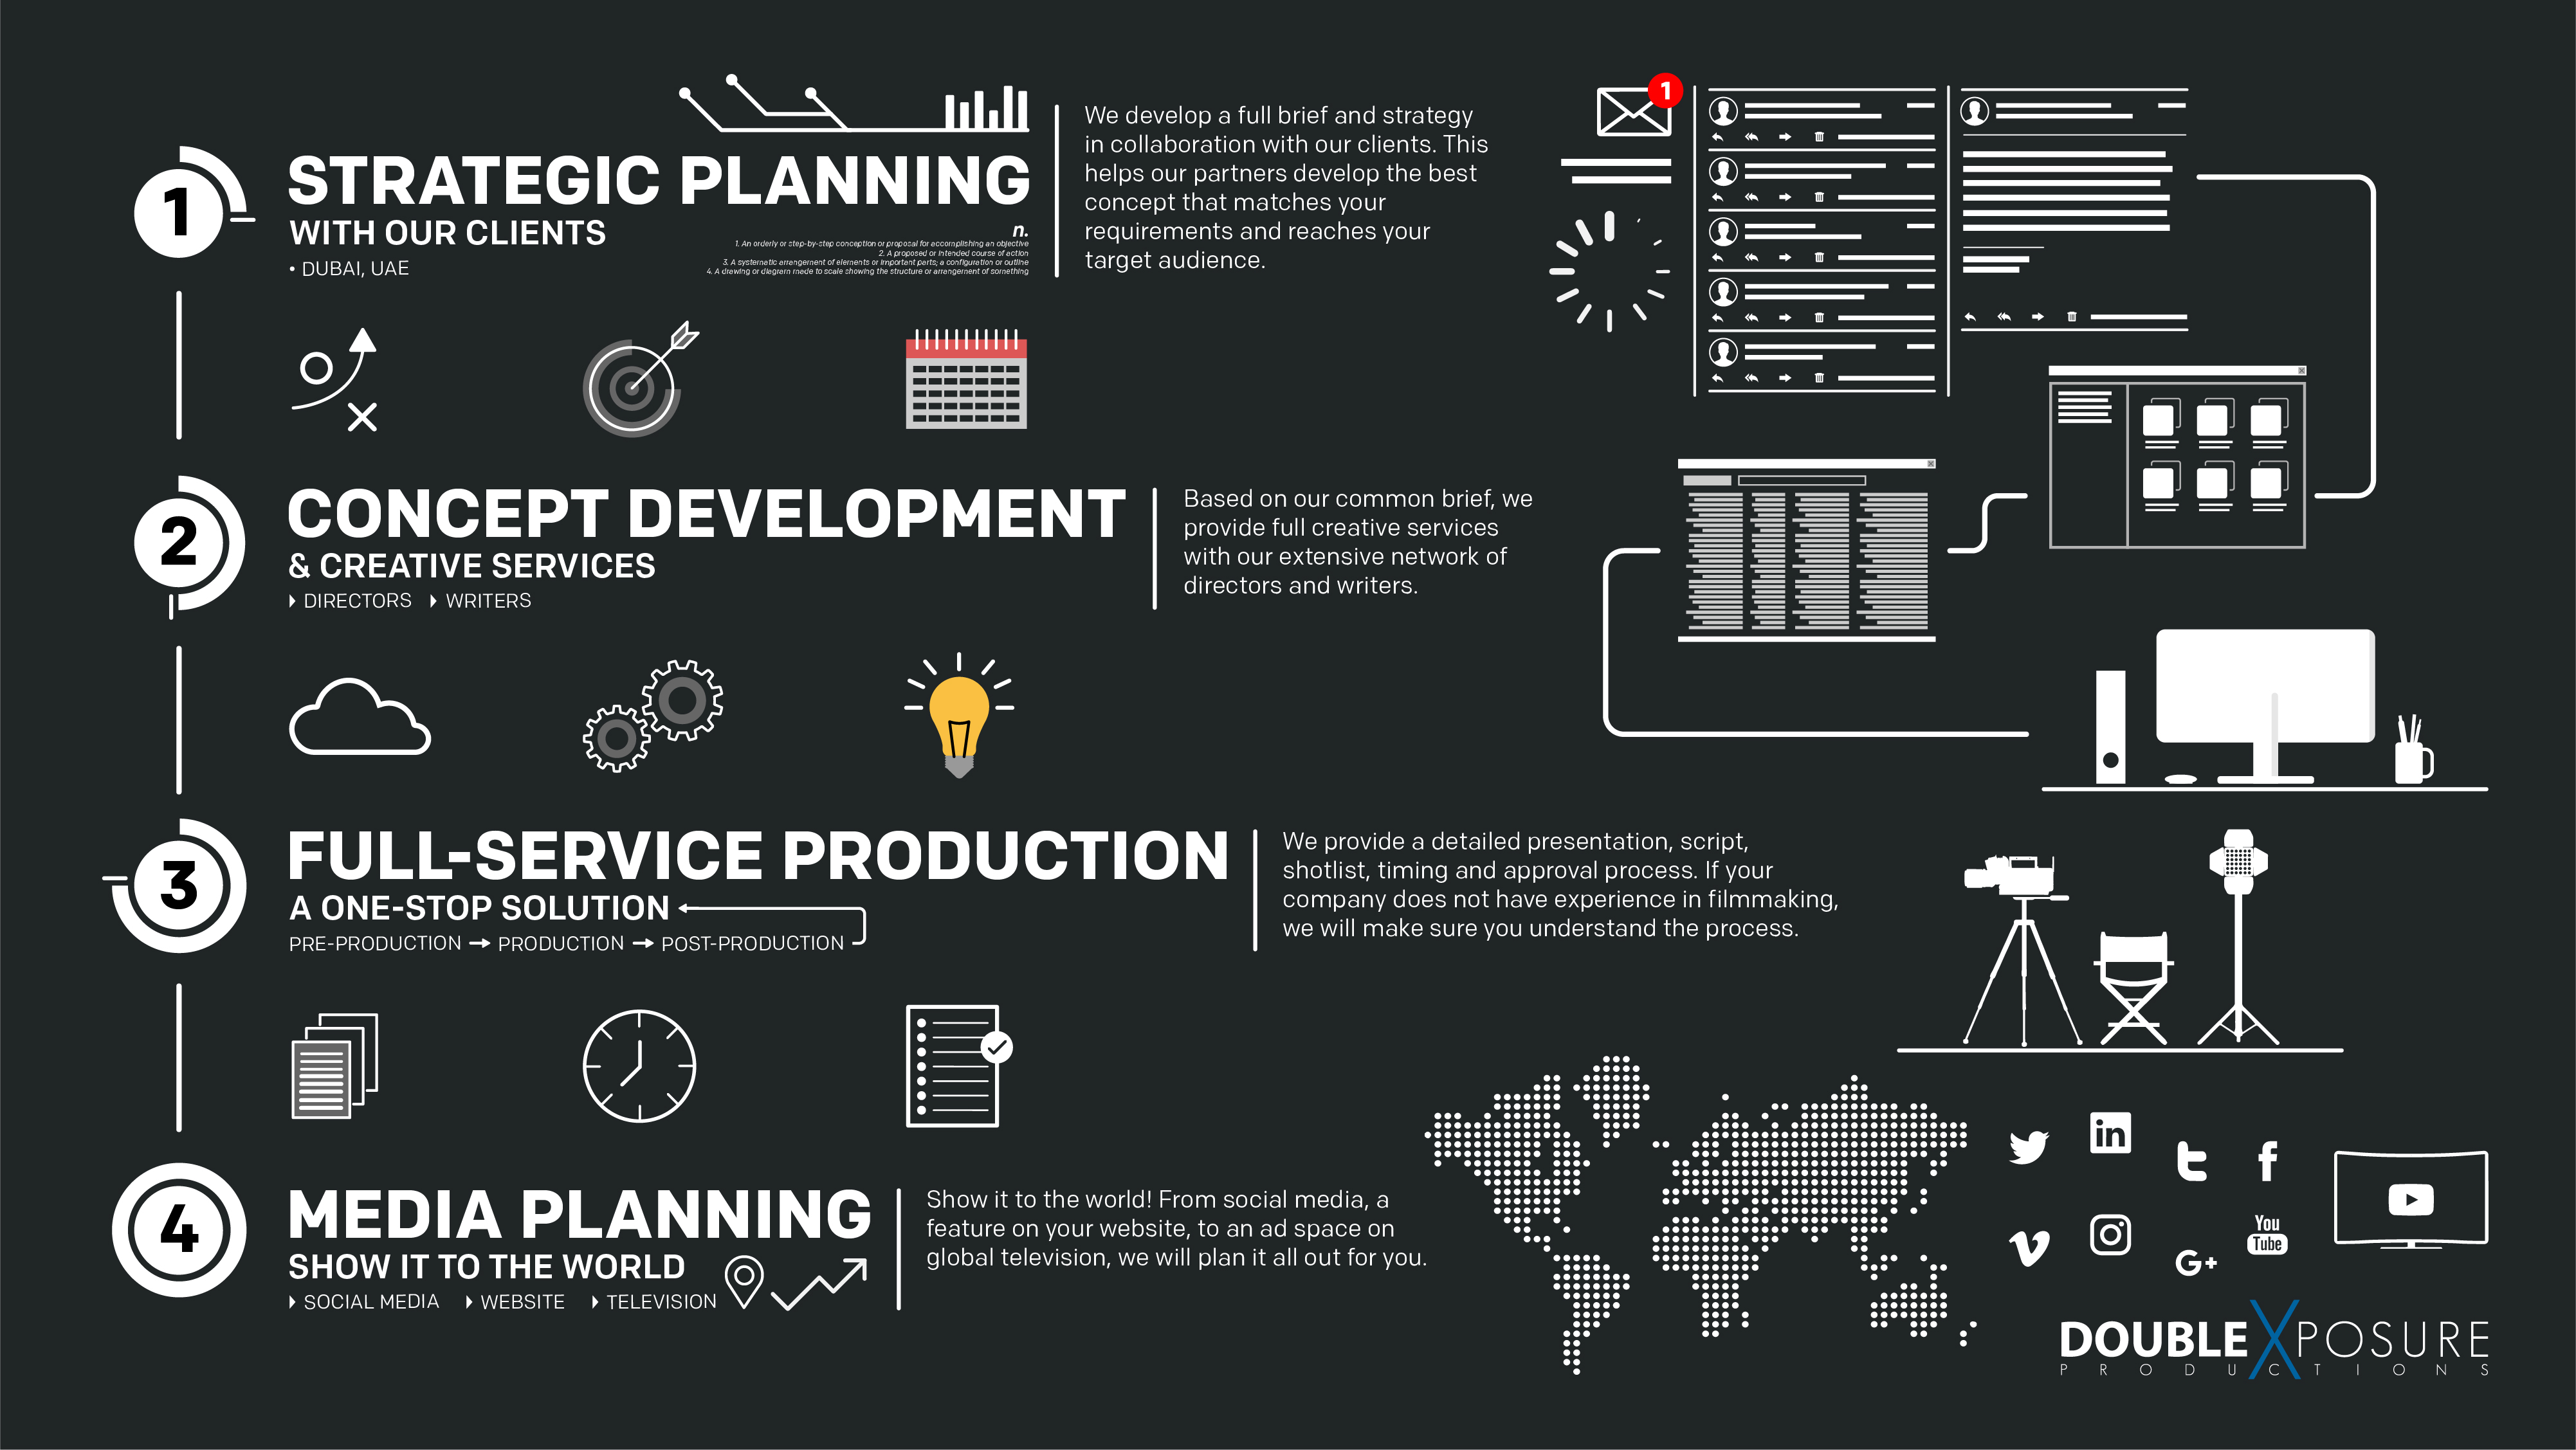 1
STRATEGIC PLANNING
WITH OUR CLIENTS
• DUBAI, UAE
n.
1. An orderly or step-by-step conception or proposal for accomplishing an objective
2. A proposed or intended course of action
3. A systematic arrangement of elements or important parts; a configuration or outline
4. A drawing or diagram made to scale showing the structure or arrangement of something
We develop a full brief and strategy
in collaboration with our clients. This
helps our partners develop the best
concept that matches your
requirements and reaches your
target audience.
1
2
CONCEPT DEVELOPMENT
& CREATIVE SERVICES
DIRECTORS WRITERS
Based on our common brief, we
provide full creative services
with our extensive network of
directors and writers.
3
FULL-SERVICE PRODUCTION
A ONE-STOP SOLUTION
PRE-PRODUCTION → PRODUCTION → POST-PRODUCTION
We provide a detailed presentation, script,
shotlist, timing and approval process. If your
company does not have experience in filmmaking,
we will make sure you understand the process.
4
MEDIA PLANNING
SHOW IT TO THE WORLD
SOCIAL MEDIA WEBSITE TELEVISION
Show it to the world! From social media, a
feature on your website, to an ad space on
global television, we will plan it all out for you.
in
t
f
v
G+
You
Tube
DOUBLEXPOSURE
PRODUCTIONS